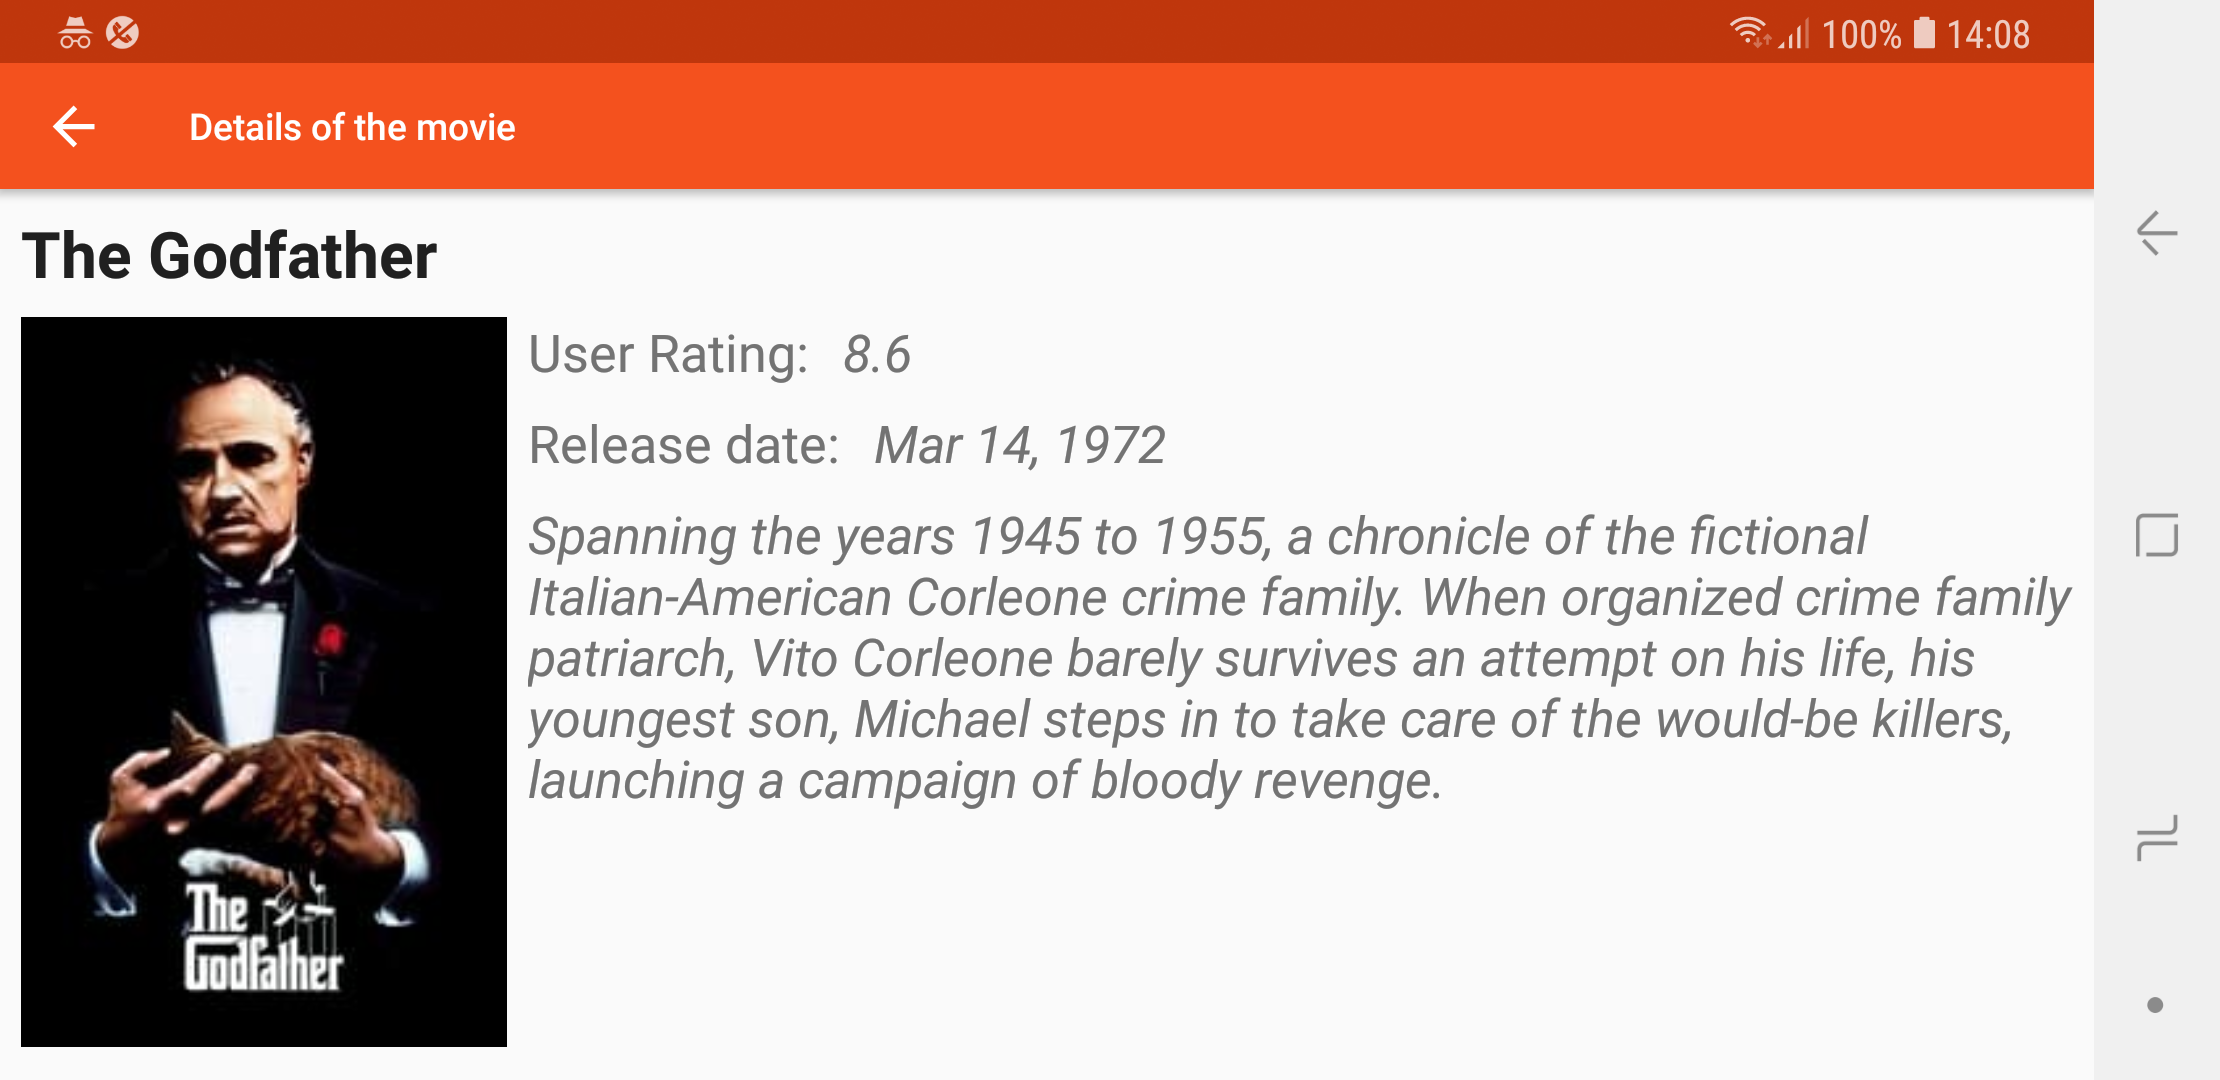 100% 14:08
Details of the movie
The Godfather
User Rating: 8.6
Release date: Mar 14, 1972
Spanning the years 1945 to 1955, a chronicle of the fictional
Italian-American Corleone crime family. When organized crime family
patriarch, Vito Corleone barely survives an attempt on his life, his
youngest son, Michael steps in to take care of the would-be killers,
launching a campaign of bloody revenge.
The
Godfather